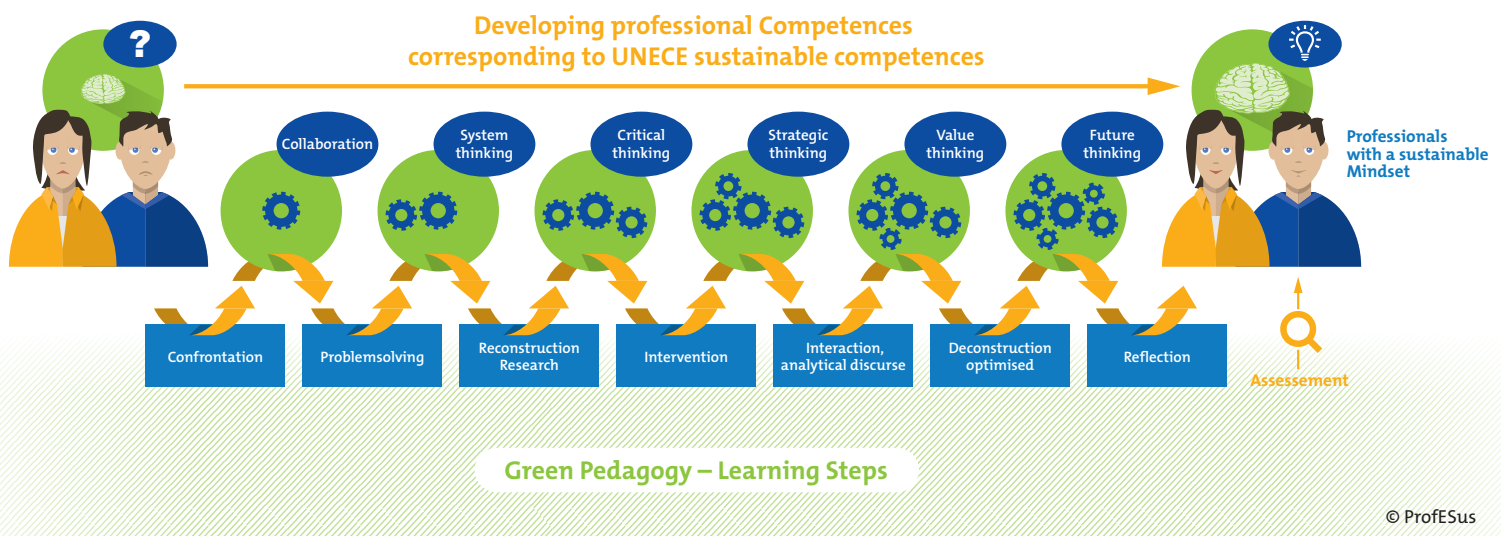 Developing professional Competences
corresponding to UNECE sustainable competences
?
Collaboration
System
thinking
Critical
thinking
Strategic
thinking
Value
thinking
Future
thinking
Professionals
with a sustainable
Mindset
Confrontation
Problemsolving
Reconstruction
Research
Intervention
Interaction,
analytical discurse
Deconstruction
optimised
Reflection
Assessement
Green Pedagogy – Learning Steps
© ProfESus